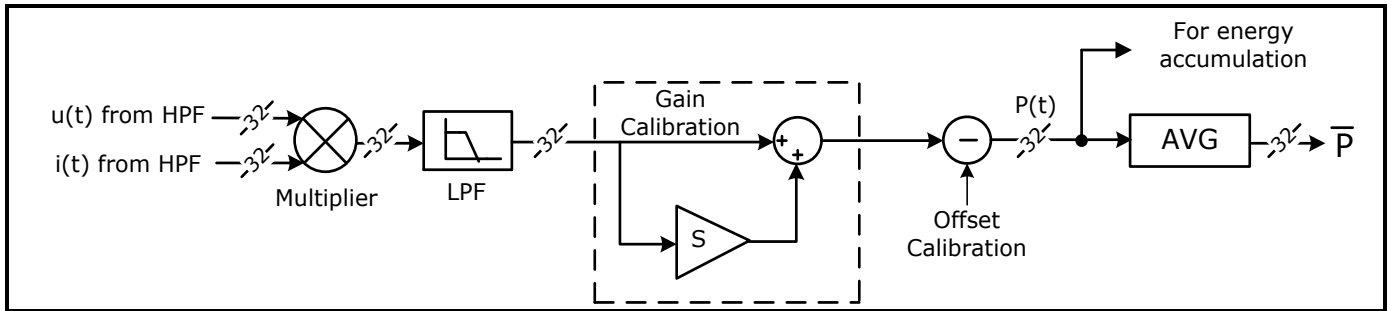 For energy
accumulation
u(t) from HPF
32
i(t) from HPF
32
Multiplier
32
LPF
32
Gain
Calibration
+
+
S
−
Offset
Calibration
P(t)
32
AVG
32
P̅